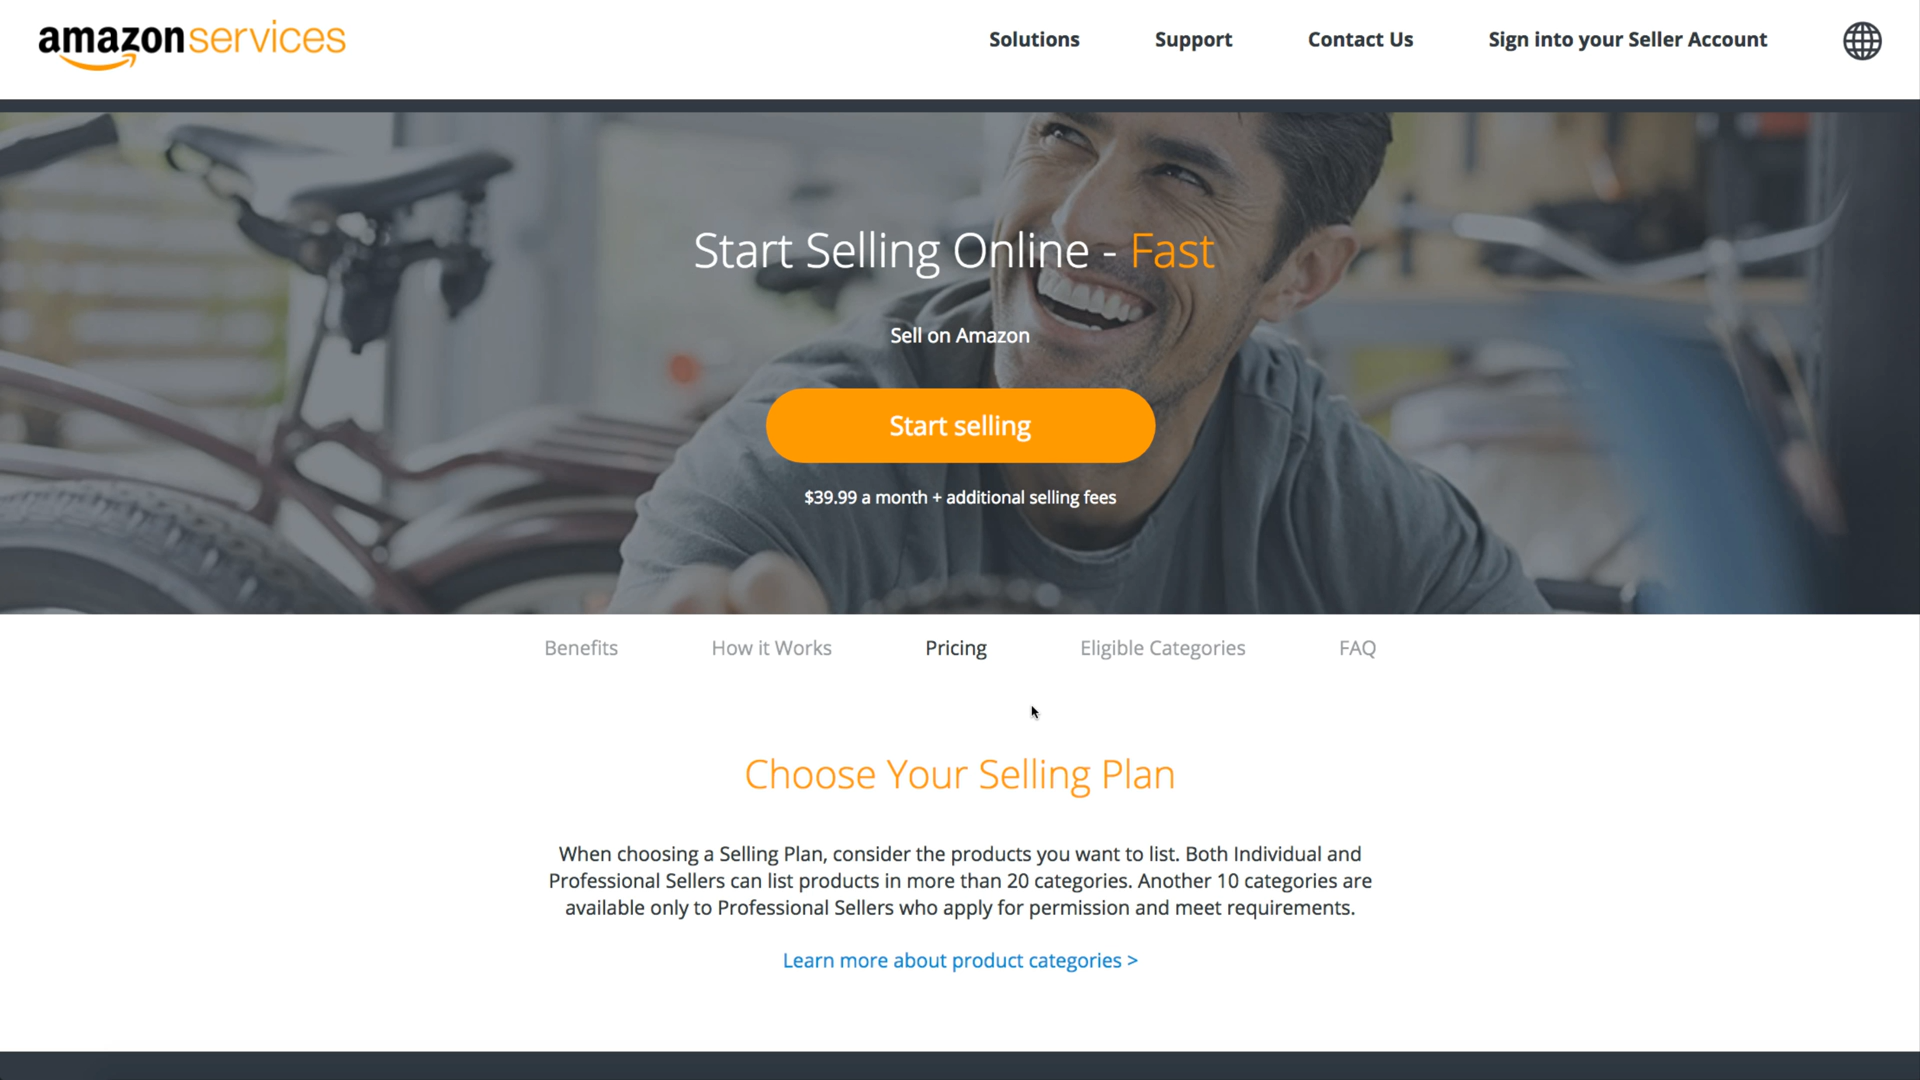 amazonservices
Solutions
Support
Contact Us
Sign into your Seller Account
Start Selling Online - Fast
Sell on Amazon
Start selling
$39.99 a month + additional selling fees
Benefits
How it Works
Pricing
Eligible Categories
FAQ
Choose Your Selling Plan
When choosing a Selling Plan, consider the products you want to list. Both Individual and
Professional Sellers can list products in more than 20 categories. Another 10 categories are
available only to Professional Sellers who apply for permission and meet requirements.
Learn more about product categories >